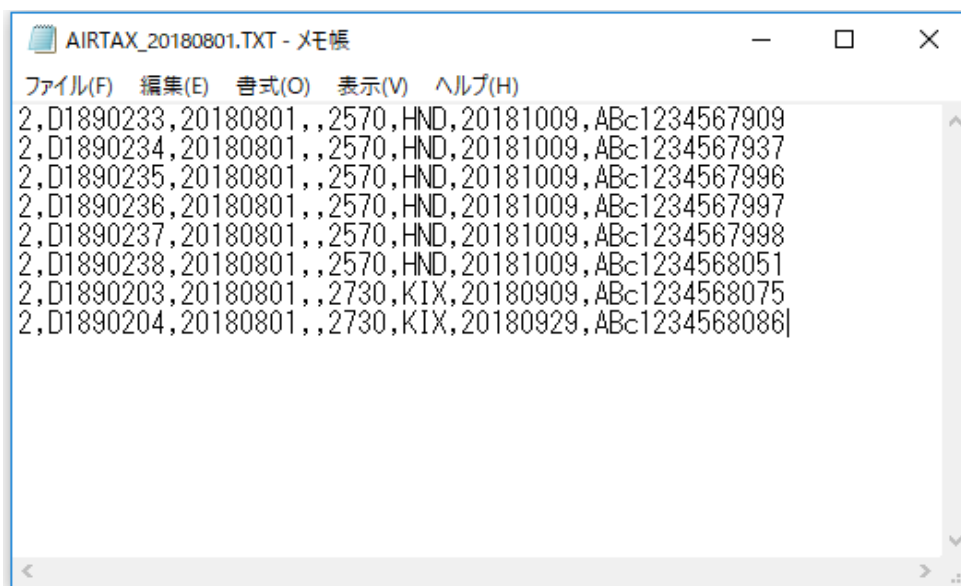 AIRTAX_20180801.TXT - メモ帳
ファイル(F) 編集(E) 書式(O) 表示(V) ヘルプ(H)
2,D1890233,20180801,,2570,HND,20181009,ABc1234567909
2,D1890234,20180801,,2570,HND,20181009,ABc1234567937
2,D1890235,20180801,,2570,HND,20181009,ABc1234567996
2,D1890236,20180801,,2570,HND,20181009,ABc1234567997
2,D1890237,20180801,,2570,HND,20181009,ABc1234567998
2,D1890238,20180801,,2570,HND,20181009,ABc1234568051
2,D1890203,20180801,,2730,KIX,20180909,ABc1234568075
2,D1890204,20180801,,2730,KIX,20180929,ABc1234568086